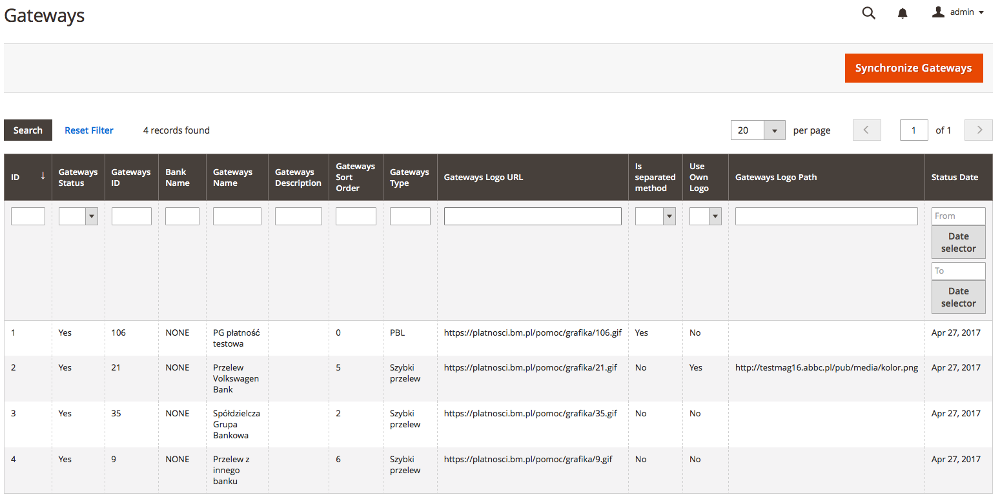 Gateways
admin
Synchronize Gateways
Search Reset Filter 4 records found 20 per page 1 of 1
ID ↓ Gateways Status Gateways ID Bank Name Gateways Name Gateways Description Gateways Sort Order Gateways Type Gateways Logo URL Is separated method Use Own Logo Gateways Logo Path Status Date
From
Date selector
To
Date selector
1 Yes 106 NONE PG płatność testowa 0 PBL https://platnosci.bm.pl/pomoc/grafika/106.gif Yes No Apr 27, 2017
2 Yes 21 NONE Przelew Volkswagen Bank 5 Szybki przelew https://platnosci.bm.pl/pomoc/grafika/21.gif No Yes http://testmag16.abbc.pl/pub/media/kolor.png Apr 27, 2017
3 Yes 35 NONE Spółdzielcza Grupa Bankowa 2 Szybki przelew https://platnosci.bm.pl/pomoc/grafika/35.gif No No Apr 27, 2017
4 Yes 9 NONE Przelew z innego banku 6 Szybki przelew https://platnosci.bm.pl/pomoc/grafika/9.gif No No Apr 27, 2017